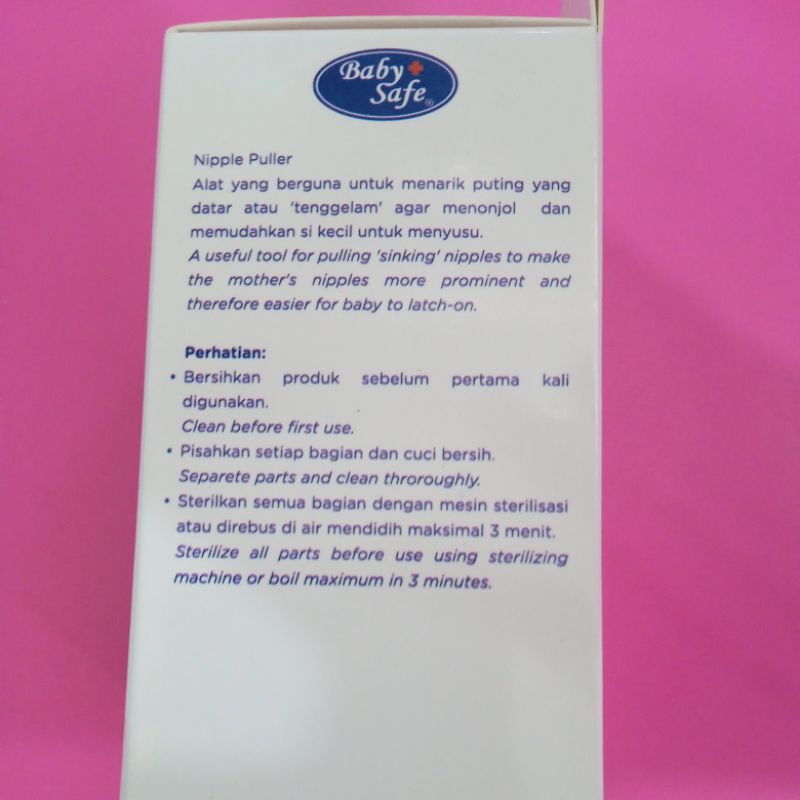 Baby
Safe®
Nipple Puller
Alat yang berguna untuk menarik puting yang
datar atau 'tenggelam' agar menonjol dan
memudahkan si kecil untuk menyusu.
A useful tool for pulling 'sinking' nipples to make
the mother's nipples more prominent and
therefore easier for baby to latch-on.
Perhatian:
• Bersihkan produk sebelum pertama kali
digunakan.
Clean before first use.
• Pisahkan setiap bagian dan cuci bersih.
Separete parts and clean throroughly.
• Sterilkan semua bagian dengan mesin sterilisasi
atau direbus di air mendidih maksimal 3 menit.
Sterilize all parts before use using sterilizing
machine or boil maximum in 3 minutes.